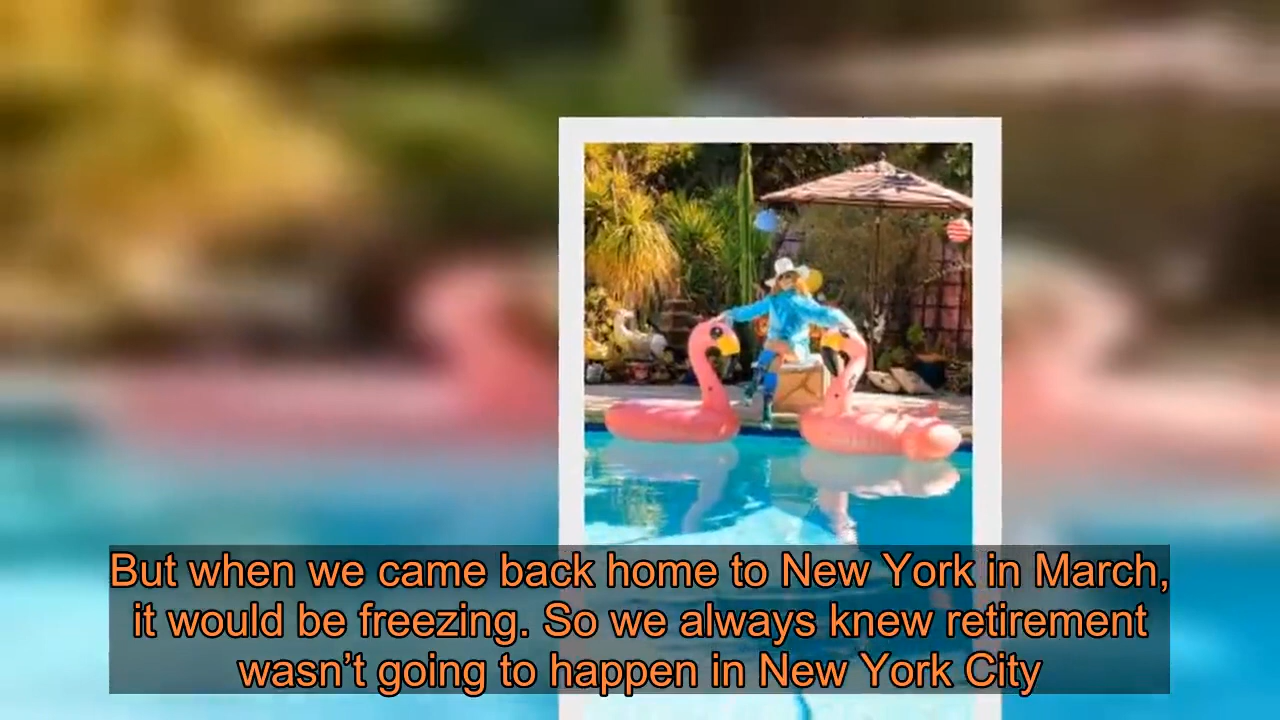 But when we came back home to New York in March,
it would be freezing. So we always knew retirement
wasn’t going to happen in New York City